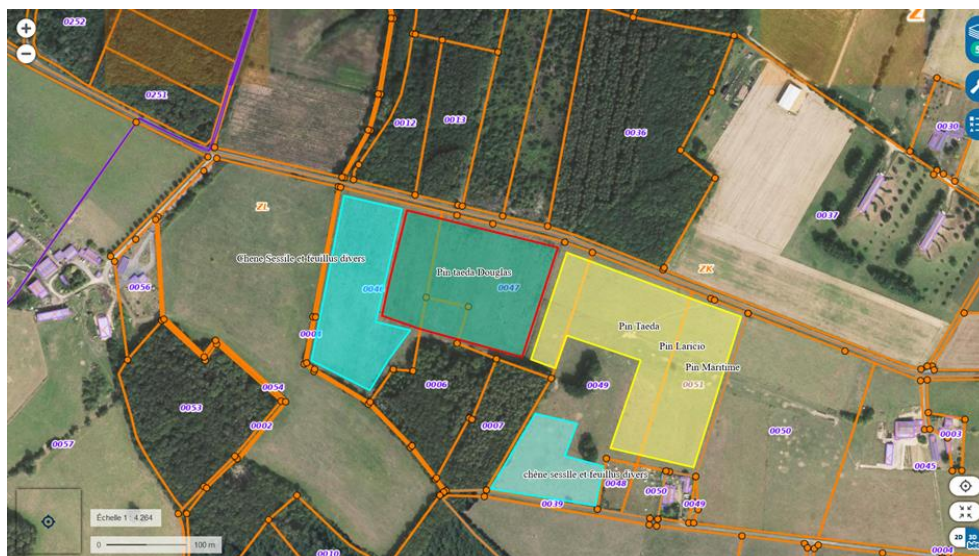 0252
Z
0251
0012
0013
0036
0030
ZL
0037
Chene Sessile et feuillus divers
Pin taeda Douglas
ZK
0046
0047
0056
Pin Taeda
Pin Laricio
Pin Maritime
0054
0006
0049
0051
0053
0002
0007
0050
0057
0003
0045
chêne sessile et feuillus divers
0048
0050
0049
0039
Échelle 1 : 4 264
0
100 m
2D
0010
0004